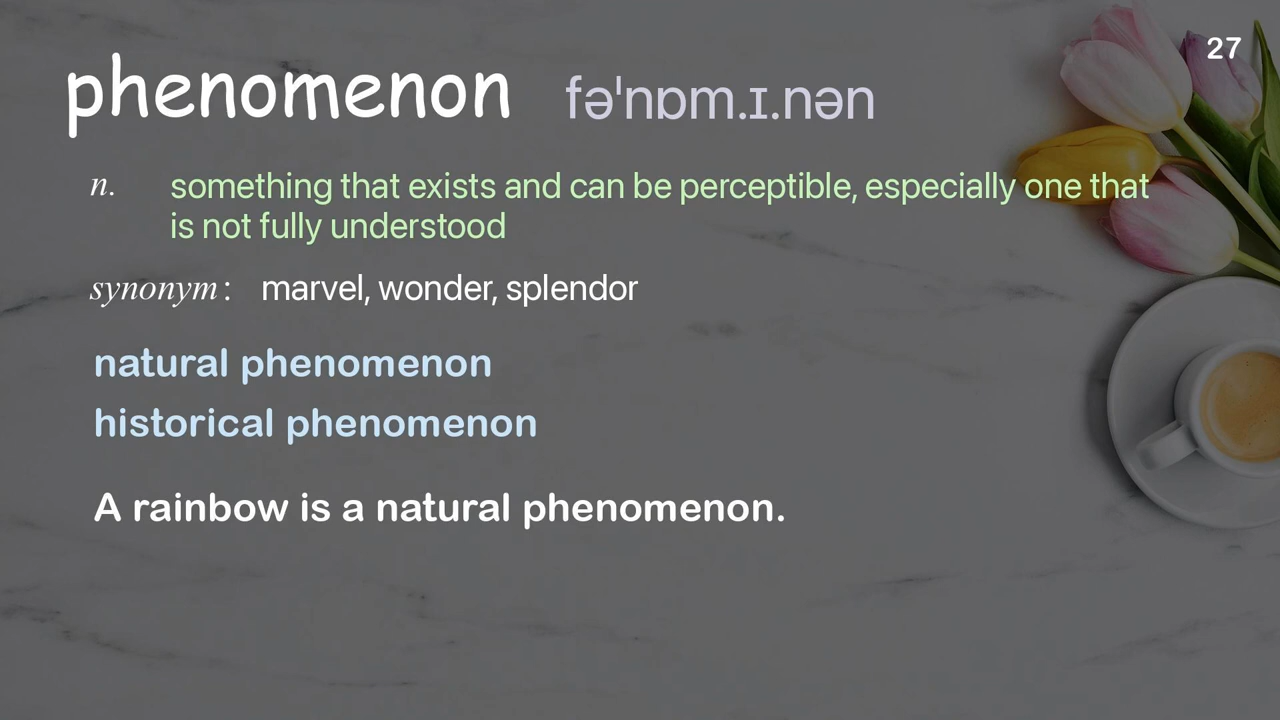 27
phenomenon fəˈnɒm.ɪ.nən
n. something that exists and can be perceptible, especially one that
is not fully understood
synonym: marvel, wonder, splendor
natural phenomenon
historical phenomenon
A rainbow is a natural phenomenon.